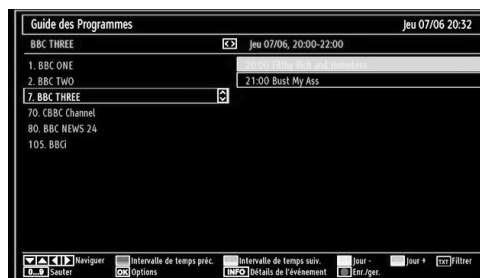 Guide des Programmes Jeu 07/06 20:32
BBC THREE Jeu 07/06, 20:00-22:00
1. BBC ONE 20:00 Filthy Rich and Homeless
2. BBC TWO 21:00 Bust My Ass
7. BBC THREE
70. CBBC Channel
80. BBC NEWS 24
105. BBCi
Naviguer Intervalle de temps préc. Intervalle de temps suiv. Jour - Jour + TXT Filtrer
0...9 Sauter OK Options INFO Détails de l'événement Enr./ger.